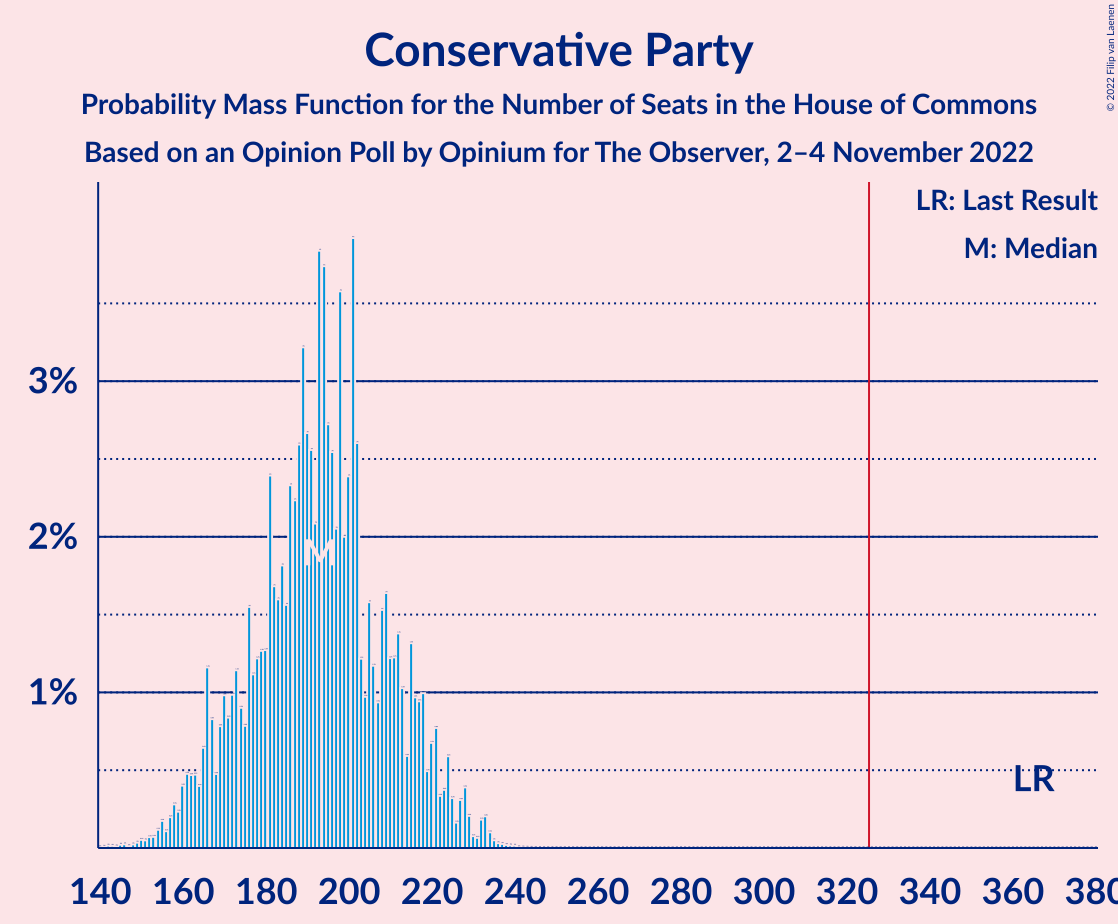 © 2022 Filip van Laenen
Conservative Party
Probability Mass Function for the Number of Seats in the House of Commons
Based on an Opinion Poll by Opinium for The Observer, 2–4 November 2022
LR: Last Result
M: Median
3%
2%
1%
M
LR
140 160 180 200 220 240 260 280 300 320 340 360 380